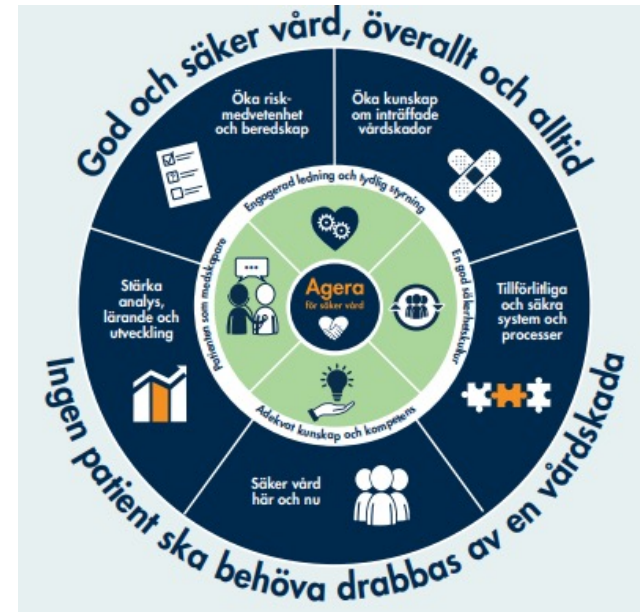 God och säker vård, överallt och alltid
Öka risk-
medvetenhet
och beredskap
Öka kunskap
om inträffade
vårdskador
Engagerad ledning och tydlig styrning
Patienten som medskapare
En god säkerhetskultur
Agera
för säker vård
Stärka
analys,
lärande och
utveckling
Tillförlitliga
och säkra
system och
processer
Adekvat kunskap och kompetens
Säker vård
här och nu
Ingen patient ska behöva drabbas av en vårdskada